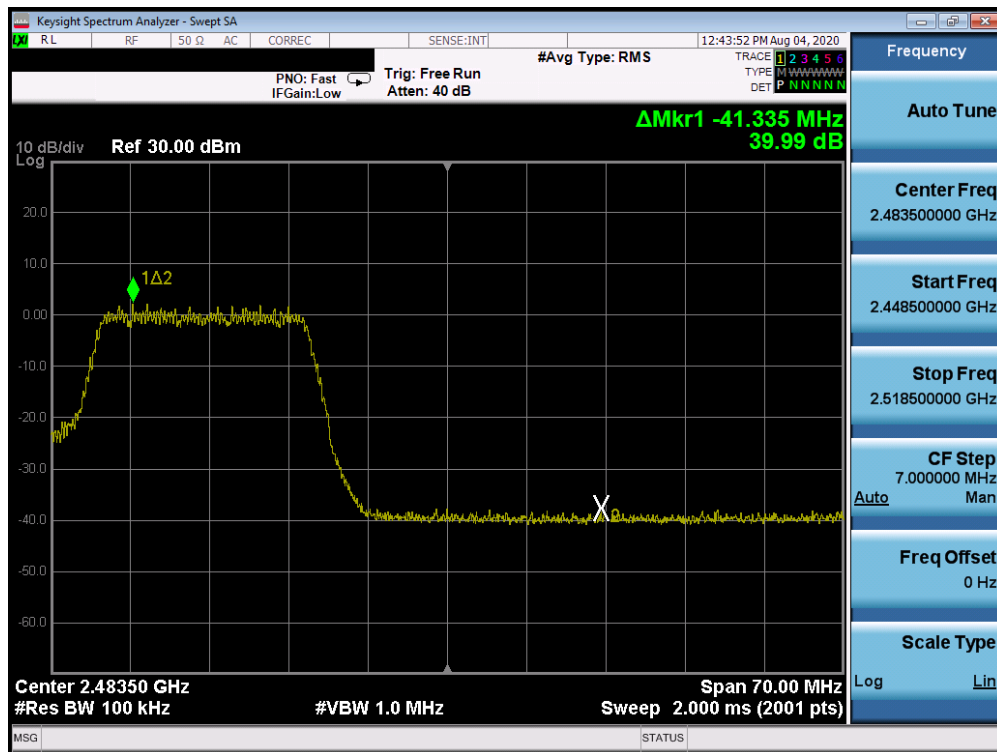 Keysight Spectrum Analyzer - Swept SA
LXI RL RF 50 Ω AC CORREC SENSE:INT 12:43:52 PM Aug 04, 2020
PNO: Fast
IFGain:Low
Trig: Free Run
Atten: 40 dB
#Avg Type: RMS
TRACE 1 2 3 4 5 6
TYPE M W W W W W
DET P N N N N N
ΔMkr1 -41.335 MHz
39.99 dB
10 dB/div Ref 30.00 dBm
Log
20.0
10.0
0.00
-10.0
-20.0
-30.0
-40.0
-50.0
-60.0
1Δ2
X2
Center 2.48350 GHz Span 70.00 MHz
#Res BW 100 kHz #VBW 1.0 MHz Sweep 2.000 ms (2001 pts)
MSG STATUS
Frequency
Auto Tune
Center Freq
2.483500000 GHz
Start Freq
2.448500000 GHz
Stop Freq
2.518500000 GHz
CF Step
7.000000 MHz
Auto Man
Freq Offset
0 Hz
Scale Type
Log Lin